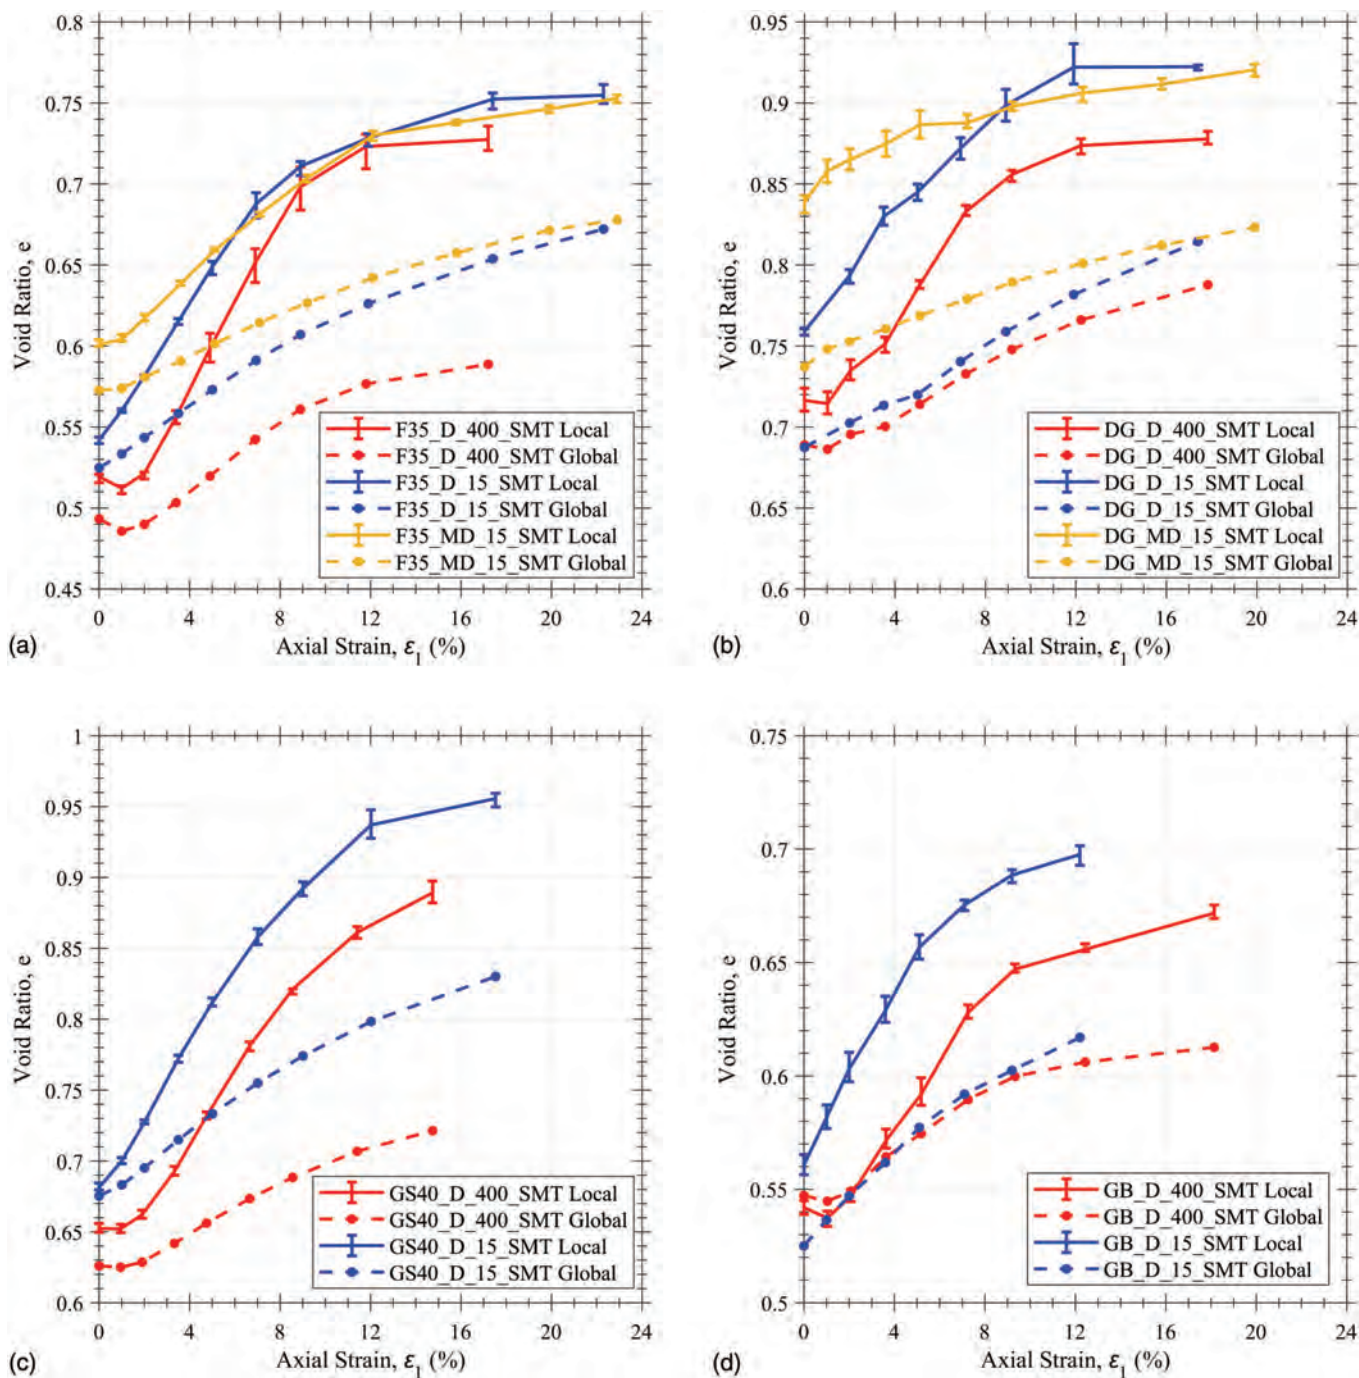 0.8
0.75
0.7
0.65
0.6
0.55
0.5
0.45
Void Ratio, e
F35_D_400_SMT Local
F35_D_400_SMT Global
F35_D_15_SMT Local
F35_D_15_SMT Global
F35_MD_15_SMT Local
F35_MD_15_SMT Global
0 4 8 12 16 20 24
(a) Axial Strain, ε1 (%)
0.95
0.9
0.85
0.8
0.75
0.7
0.65
0.6
Void Ratio, e
DG_D_400_SMT Local
DG_D_400_SMT Global
DG_D_15_SMT Local
DG_D_15_SMT Global
DG_MD_15_SMT Local
DG_MD_15_SMT Global
0 4 8 12 16 20 24
(b) Axial Strain, ε1 (%)
1
0.95
0.9
0.85
0.8
0.75
0.7
0.65
0.6
Void Ratio, e
GS40_D_400_SMT Local
GS40_D_400_SMT Global
GS40_D_15_SMT Local
GS40_D_15_SMT Global
0 4 8 12 16 20 24
(c) Axial Strain, ε1 (%)
0.75
0.7
0.65
0.6
0.55
0.5
Void Ratio, e
GB_D_400_SMT Local
GB_D_400_SMT Global
GB_D_15_SMT Local
GB_D_15_SMT Global
0 4 8 12 16 20 24
(d) Axial Strain, ε1 (%)